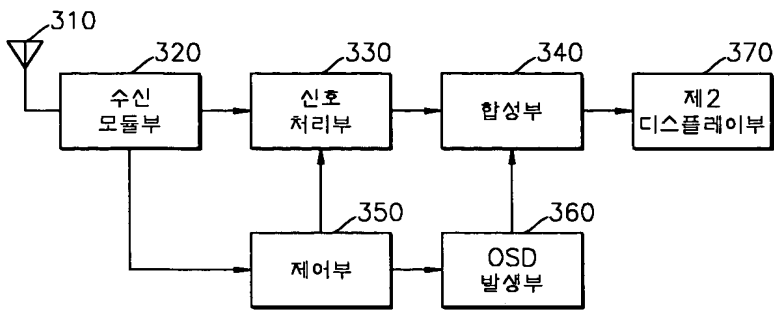 310
320
330
340
370
수신
모듈부
신호
처리부
합성부
제2
디스플레이부
350
360
제어부
OSD
발생부